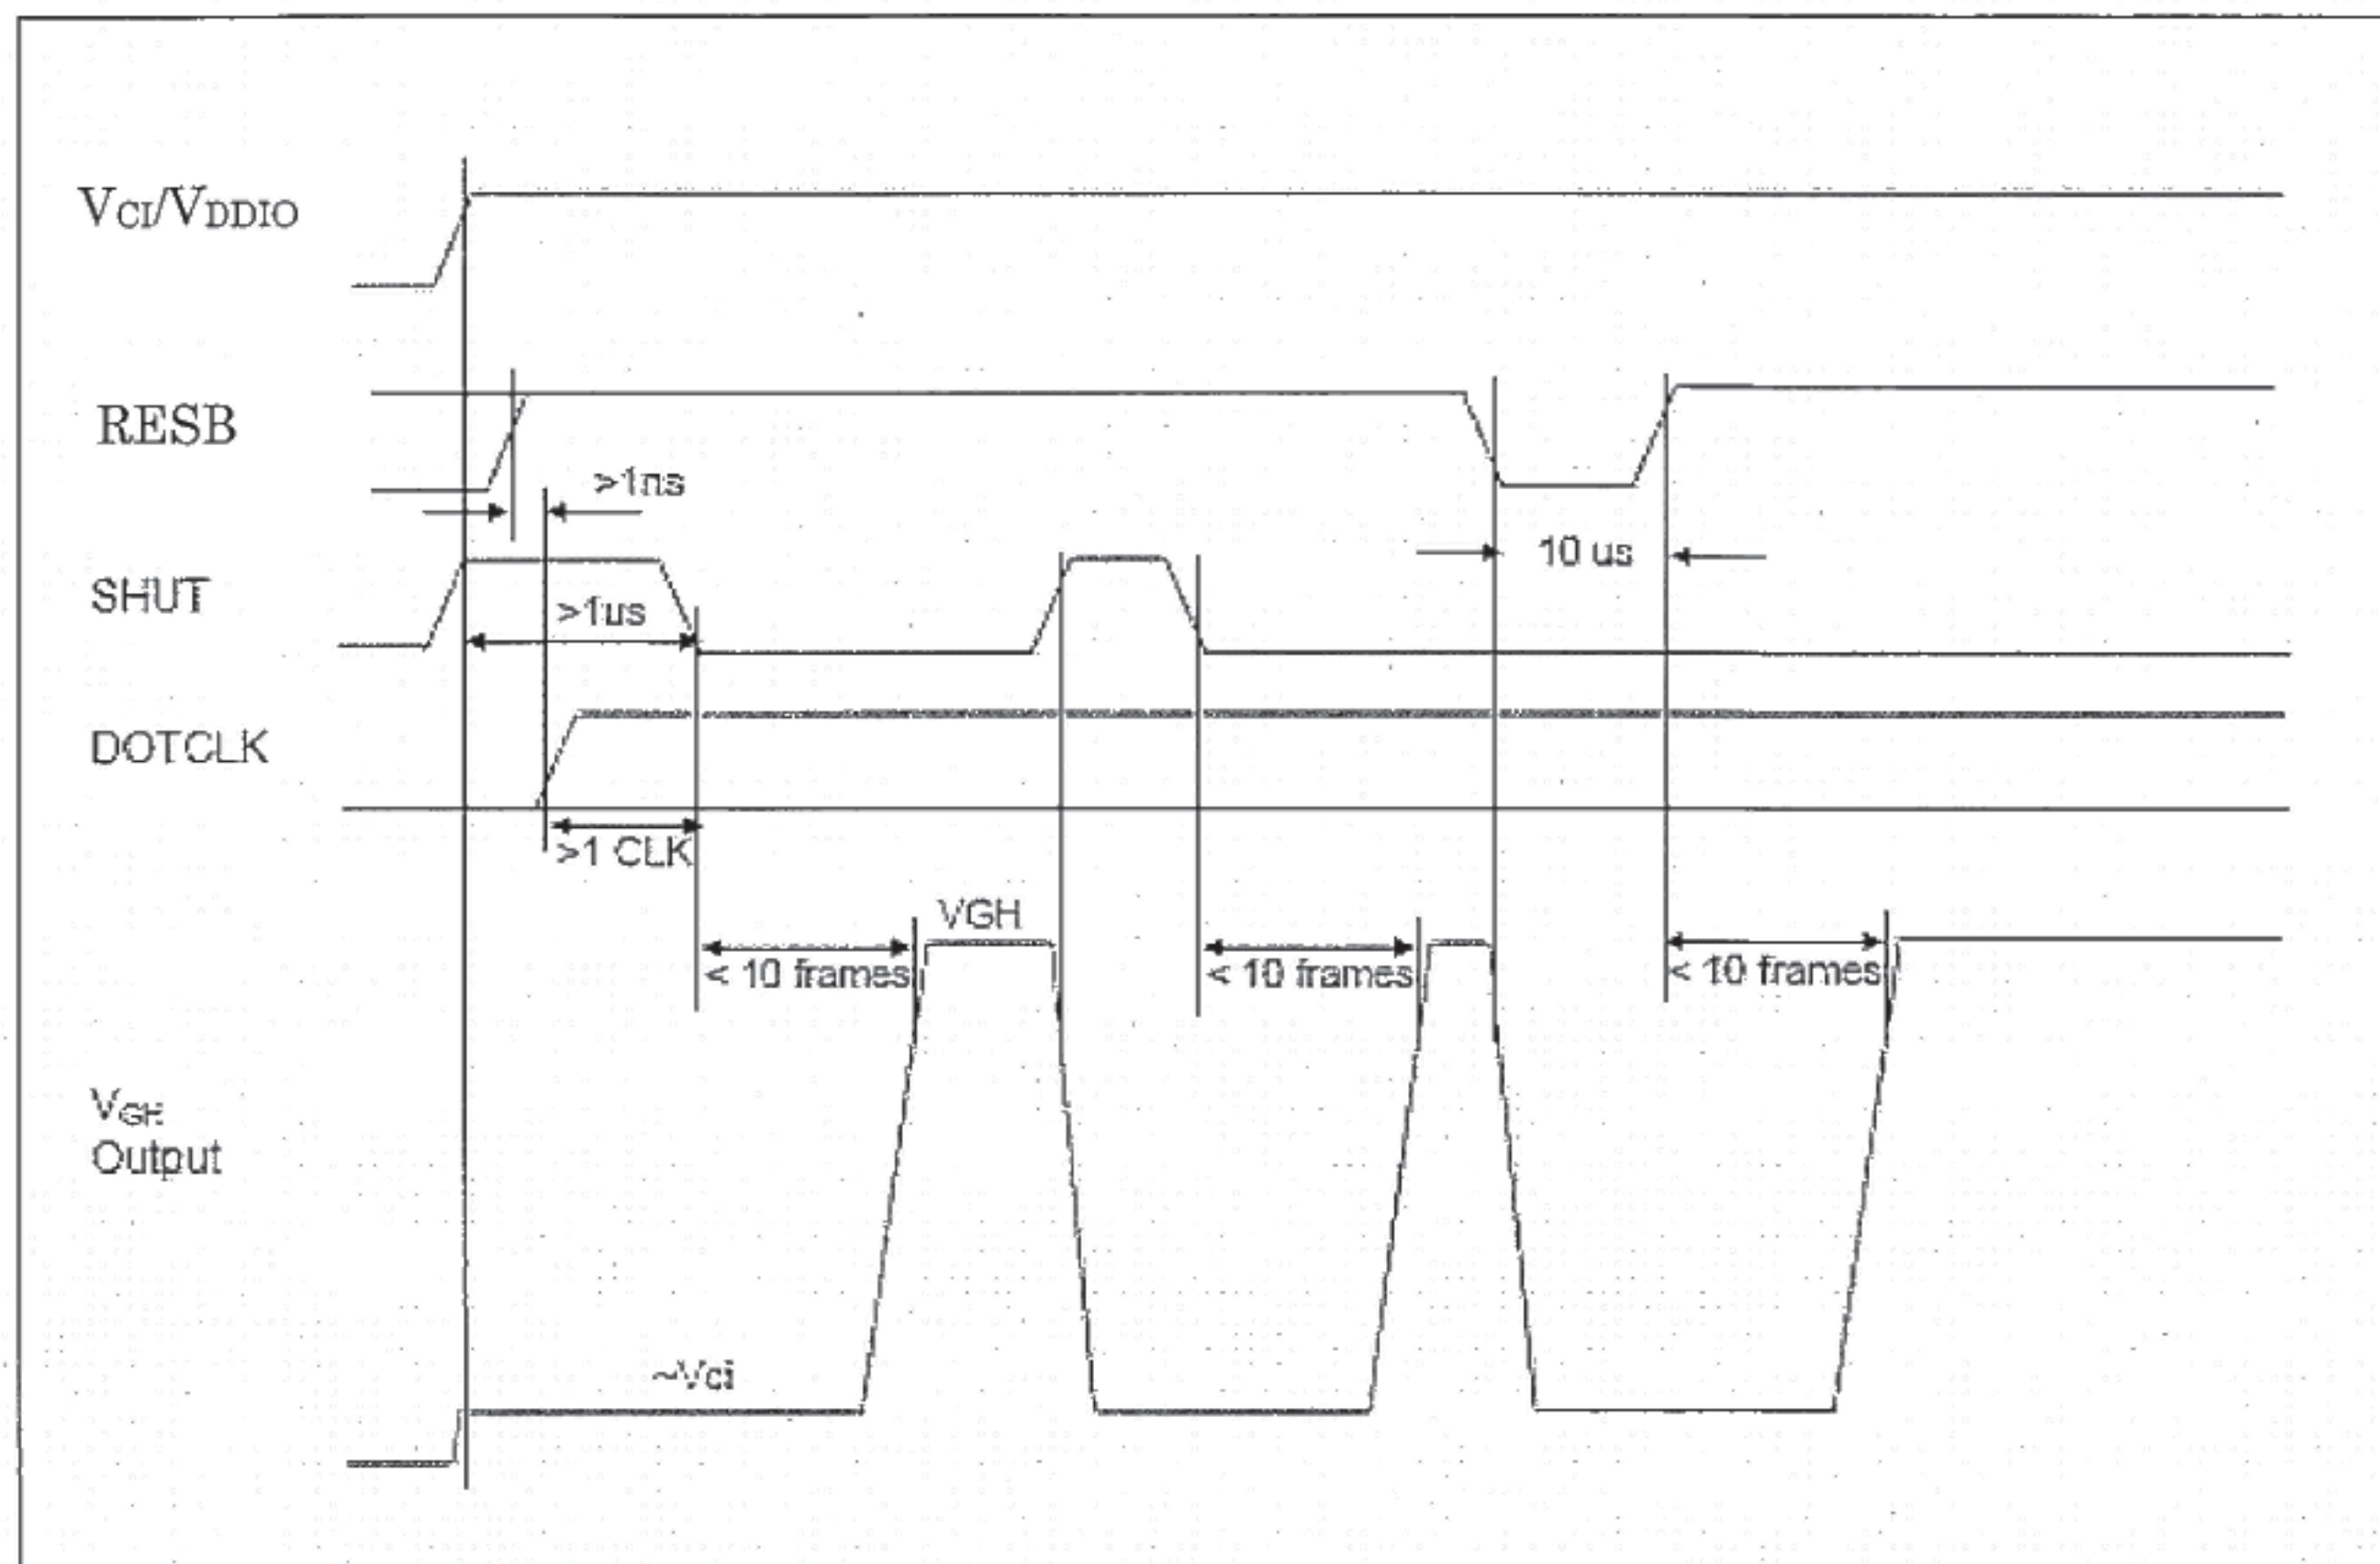 VCI/VDDIO
RESB
>1ns
10 us
SHUT
>1us
DOTCLK
>1 CLK
VGH
< 10 frames
< 10 frames
< 10 frames
VGH
Output
~Vci